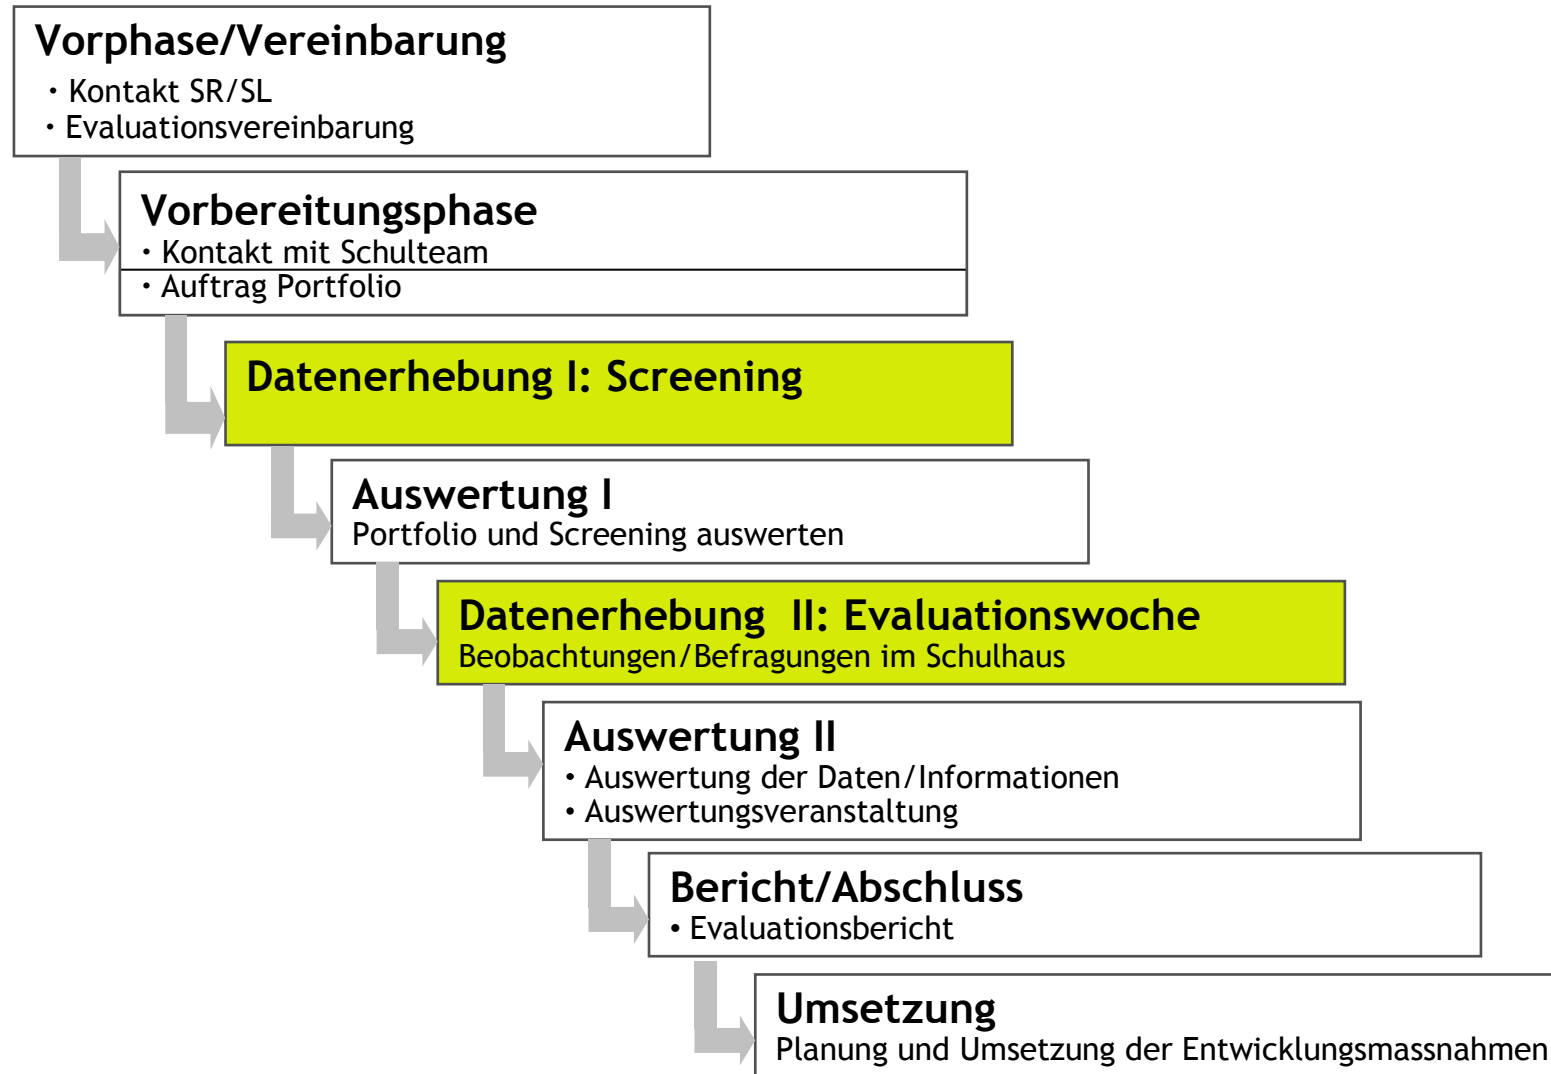 Vorphase/Vereinbarung
• Kontakt SR/SL
• Evaluationsvereinbarung
Vorbereitungsphase
• Kontakt mit Schulteam
• Auftrag Portfolio
Datenerhebung I: Screening
Auswertung I
Portfolio und Screening auswerten
Datenerhebung II: Evaluationswoche
Beobachtungen/Befragungen im Schulhaus
Auswertung II
• Auswertung der Daten/Informationen
• Auswertungsveranstaltung
Bericht/Abschluss
• Evaluationsbericht
Umsetzung
Planung und Umsetzung der Entwicklungsmassnahmen